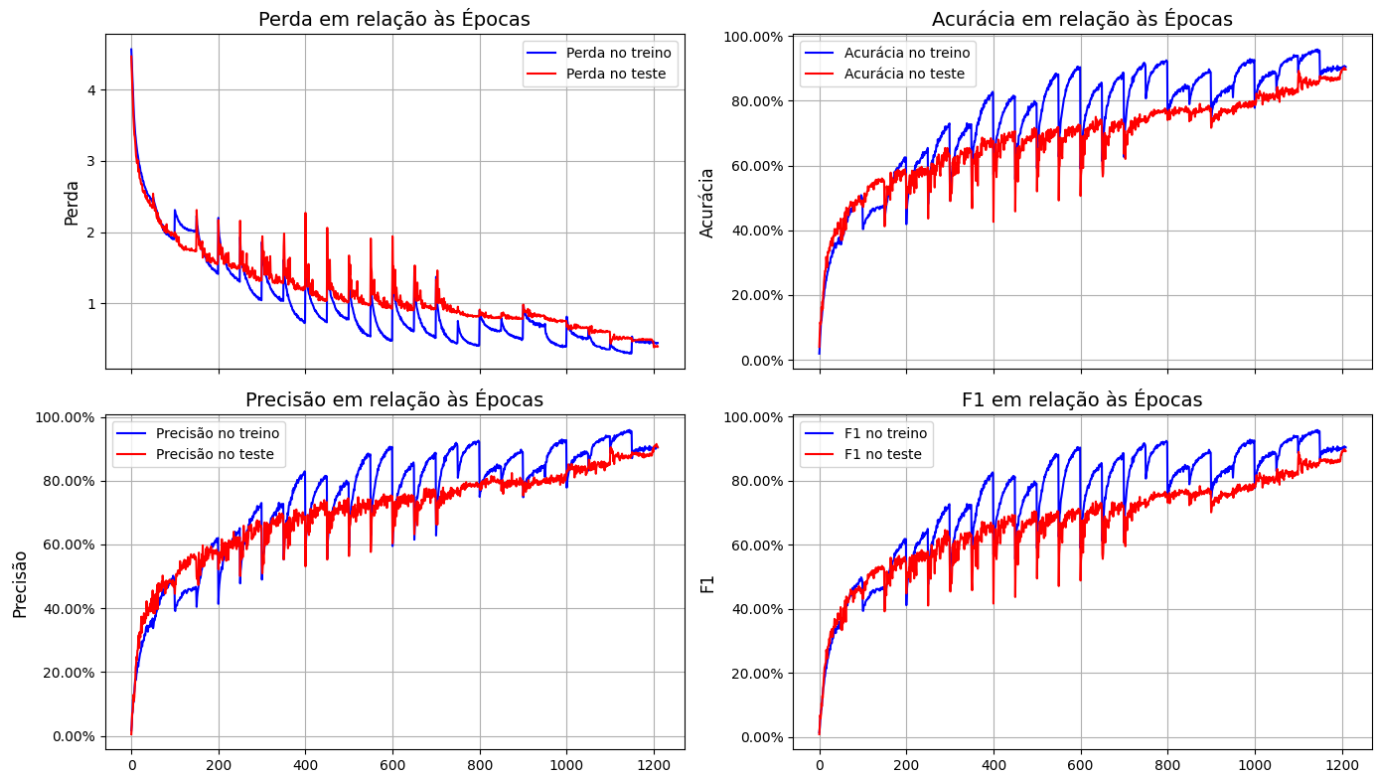 Perda em relação às Épocas
Perda
4
3
2
1
Perda no treino
Perda no teste
Acurácia em relação às Épocas
Acurácia
100.00%
80.00%
60.00%
40.00%
20.00%
0.00%
Acurácia no treino
Acurácia no teste
Precisão em relação às Épocas
Precisão
100.00%
80.00%
60.00%
40.00%
20.00%
0.00%
Precisão no treino
Precisão no teste
0 200 400 600 800 1000 1200
F1 em relação às Épocas
F1
100.00%
80.00%
60.00%
40.00%
20.00%
0.00%
F1 no treino
F1 no teste
0 200 400 600 800 1000 1200